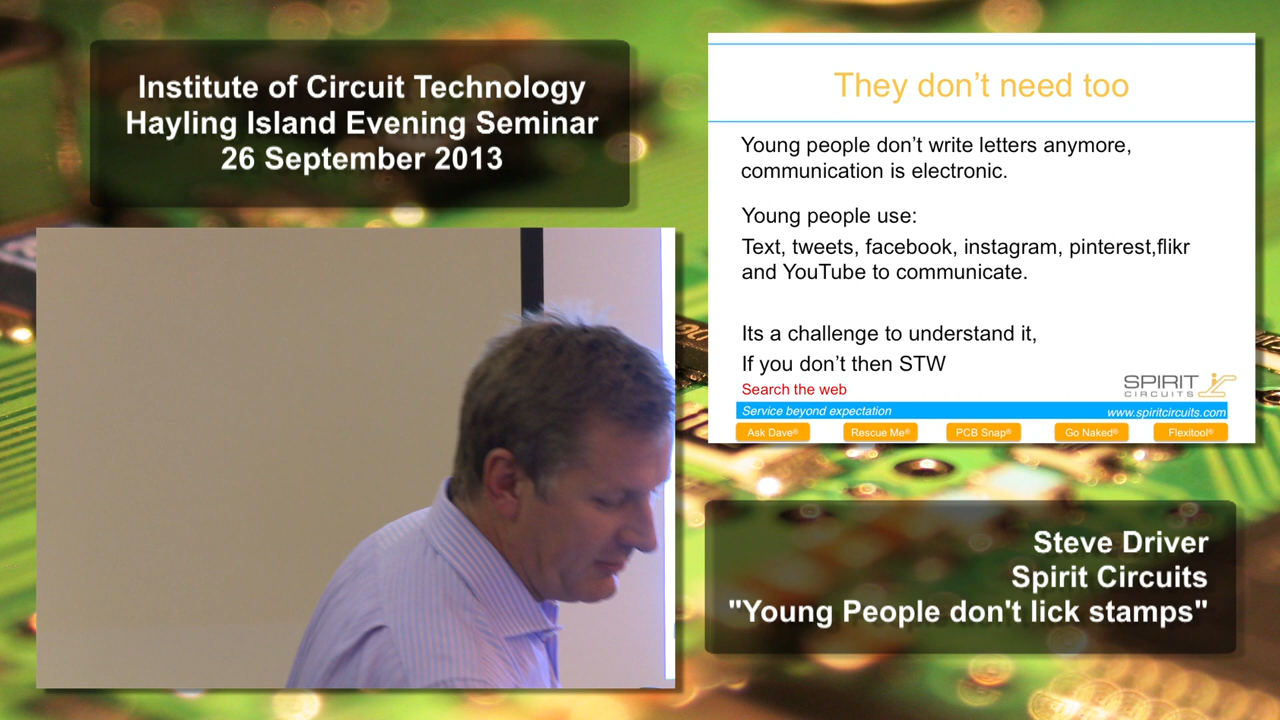 Institute of Circuit Technology
Hayling Island Evening Seminar
26 September 2013
They don’t need too
Young people don’t write letters anymore,
communication is electronic.
Young people use:
Text, tweets, facebook, instagram, pinterest,flikr
and YouTube to communicate.
Its a challenge to understand it,
If you don’t then STW
Search the web
SPIRIT
CIRCUITS
Service beyond expectation www.spiritcircuits.com
Ask Dave® Rescue Me® PCB Snap® Go Naked® Flexitool®
Steve Driver
Spirit Circuits
"Young People don't lick stamps"